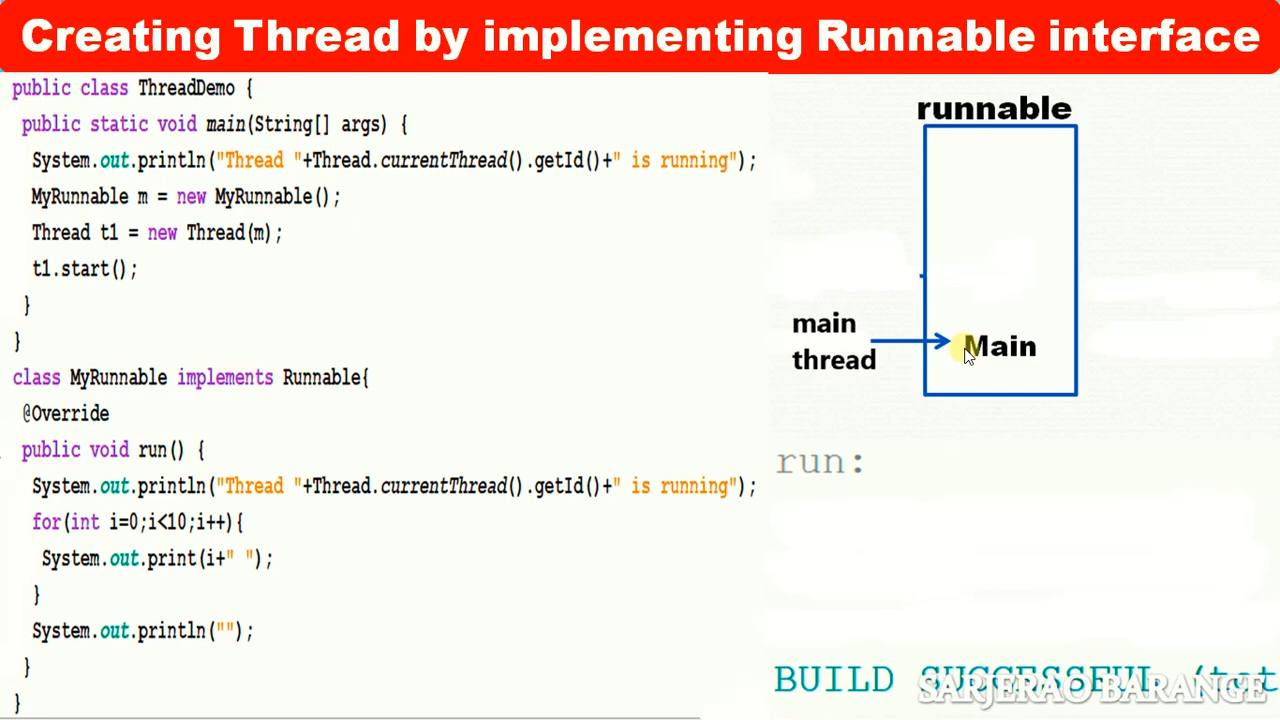 Creating Thread by implementing Runnable interface
public class ThreadDemo {
public static void main(String[] args) {
System.out.println("Thread "+Thread.currentThread().getId()+" is running");
MyRunnable m = new MyRunnable();
Thread t1 = new Thread(m);
t1.start();
}
}
class MyRunnable implements Runnable{
@Override
public void run() {
System.out.println("Thread "+Thread.currentThread().getId()+" is running");
for(int i=0;i<10;i++){
System.out.print(i+" ");
}
System.out.println("");
}
}
runnable
main
thread
Main
run:
BUILD SUCCESSFUL (tot
SARJERAO BARANGE